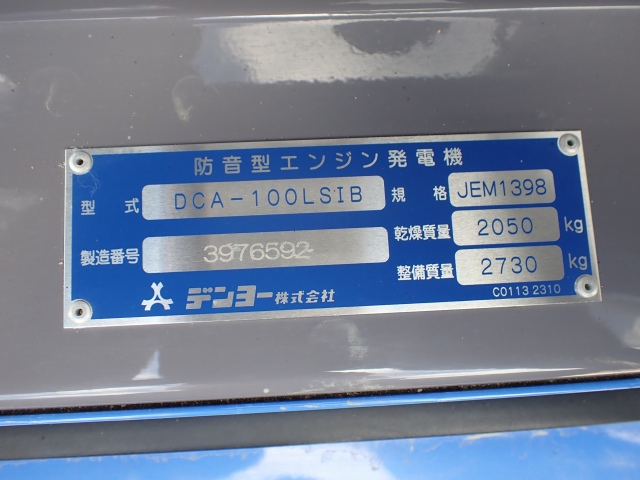 防音型エンジン発電機
型式 DCA-100LSIB 規格 JEM1398
製造番号 3976592 乾燥質量 2050 kg
整備質量 2730 kg
デンヨー株式会社
C0113 2310